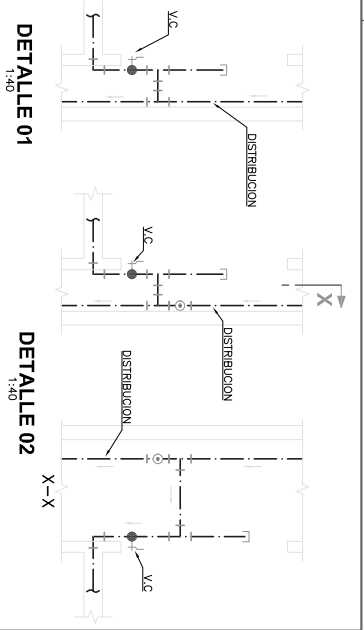 V.C
DISTRIBUCION
DETALLE 01
1:40
V.C
DISTRIBUCION
X
DETALLE 02
1:40
DISTRIBUCION
V.C
X-X